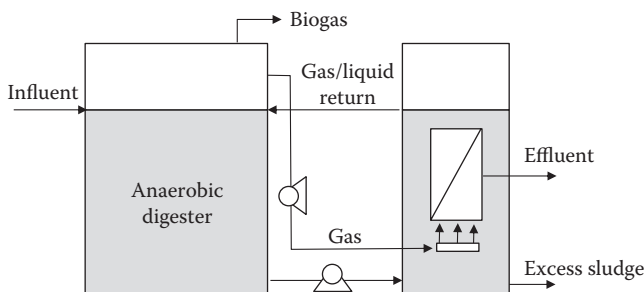 Biogas
Gas/liquid
return
Influent
Effluent
Anaerobic
digester
Gas
Excess sludge